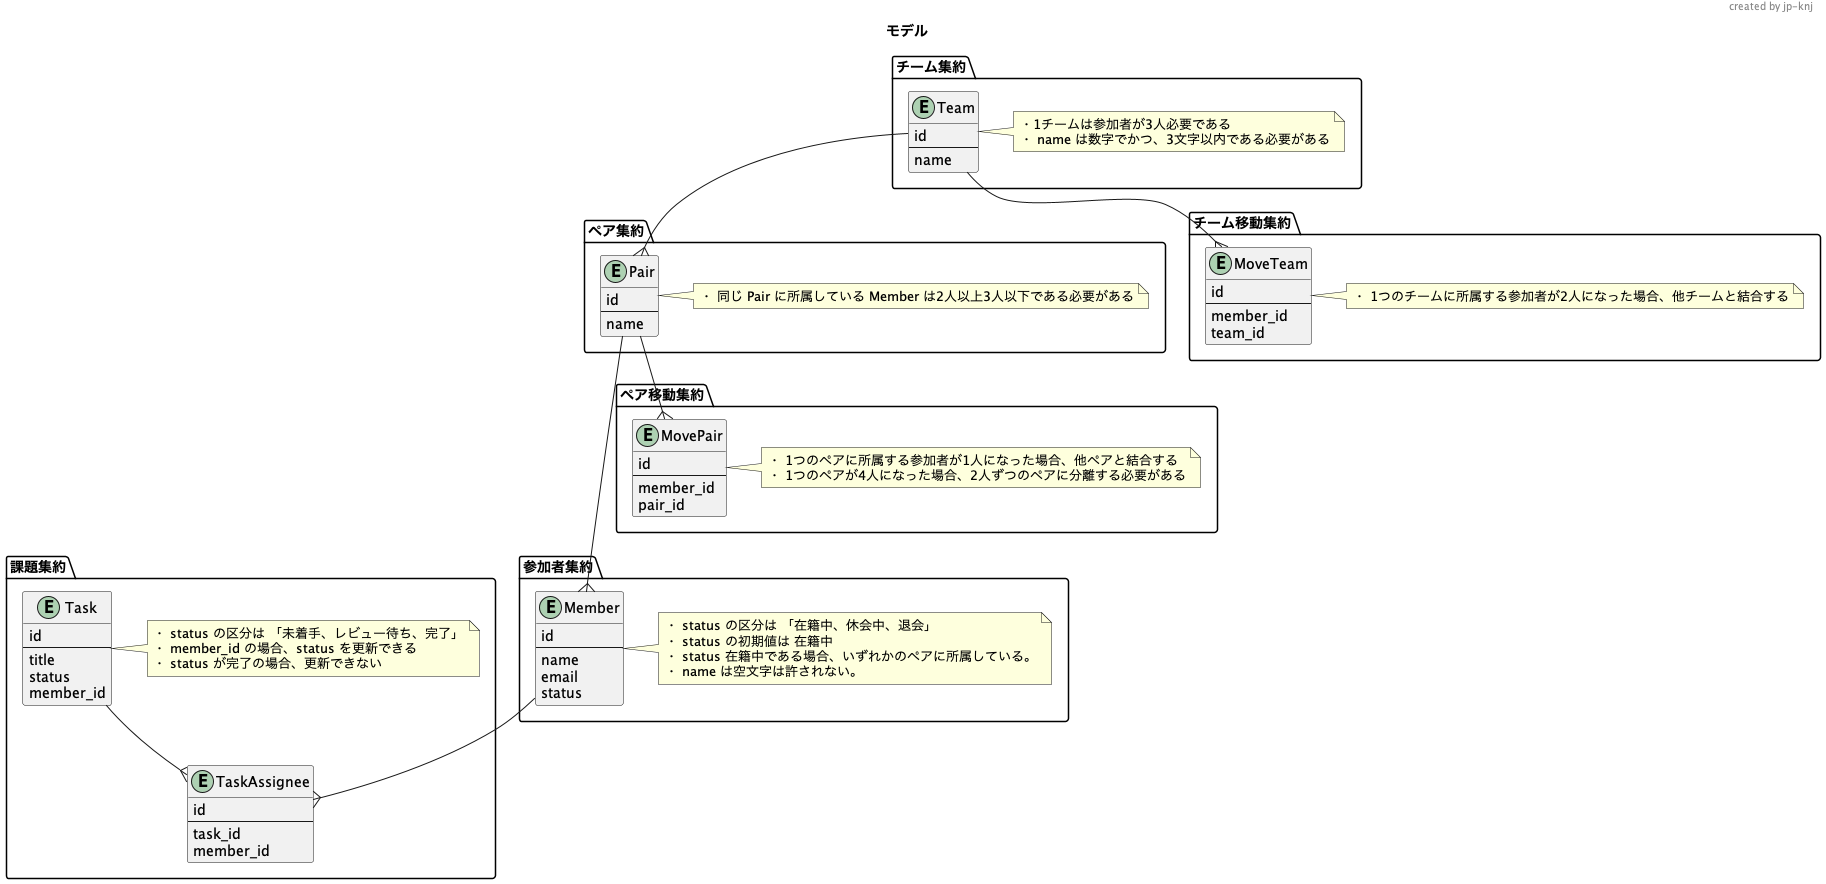 created by jp-knj
モデル
チーム集約
E Team
id
name
・1チームは参加者が3人必要である
・ name は数字でかつ、3文字以内である必要がある
ペア集約
E Pair
id
name
・ 同じ Pair に所属している Member は2人以上3人以下である必要がある
チーム移動集約
E MoveTeam
id
member_id
team_id
・ 1つのチームに所属する参加者が2人になった場合、他チームと結合する
ペア移動集約
E MovePair
id
member_id
pair_id
・ 1つのペアに所属する参加者が1人になった場合、他ペアと結合する
・ 1つのペアが4人になった場合、2人ずつのペアに分離する必要がある
課題集約
E Task
id
title
status
member_id
・ status の区分は 「未着手、レビュー待ち、完了」
・ member_id の場合、status を更新できる
・ status が完了の場合、更新できない
参加者集約
E Member
id
name
email
status
・ status の区分は 「在籍中、休会中、退会」
・ status の初期値は 在籍中
・ status 在籍中である場合、いずれかのペアに所属している。
・ name は空文字は許されない。
E TaskAssignee
id
task_id
member_id